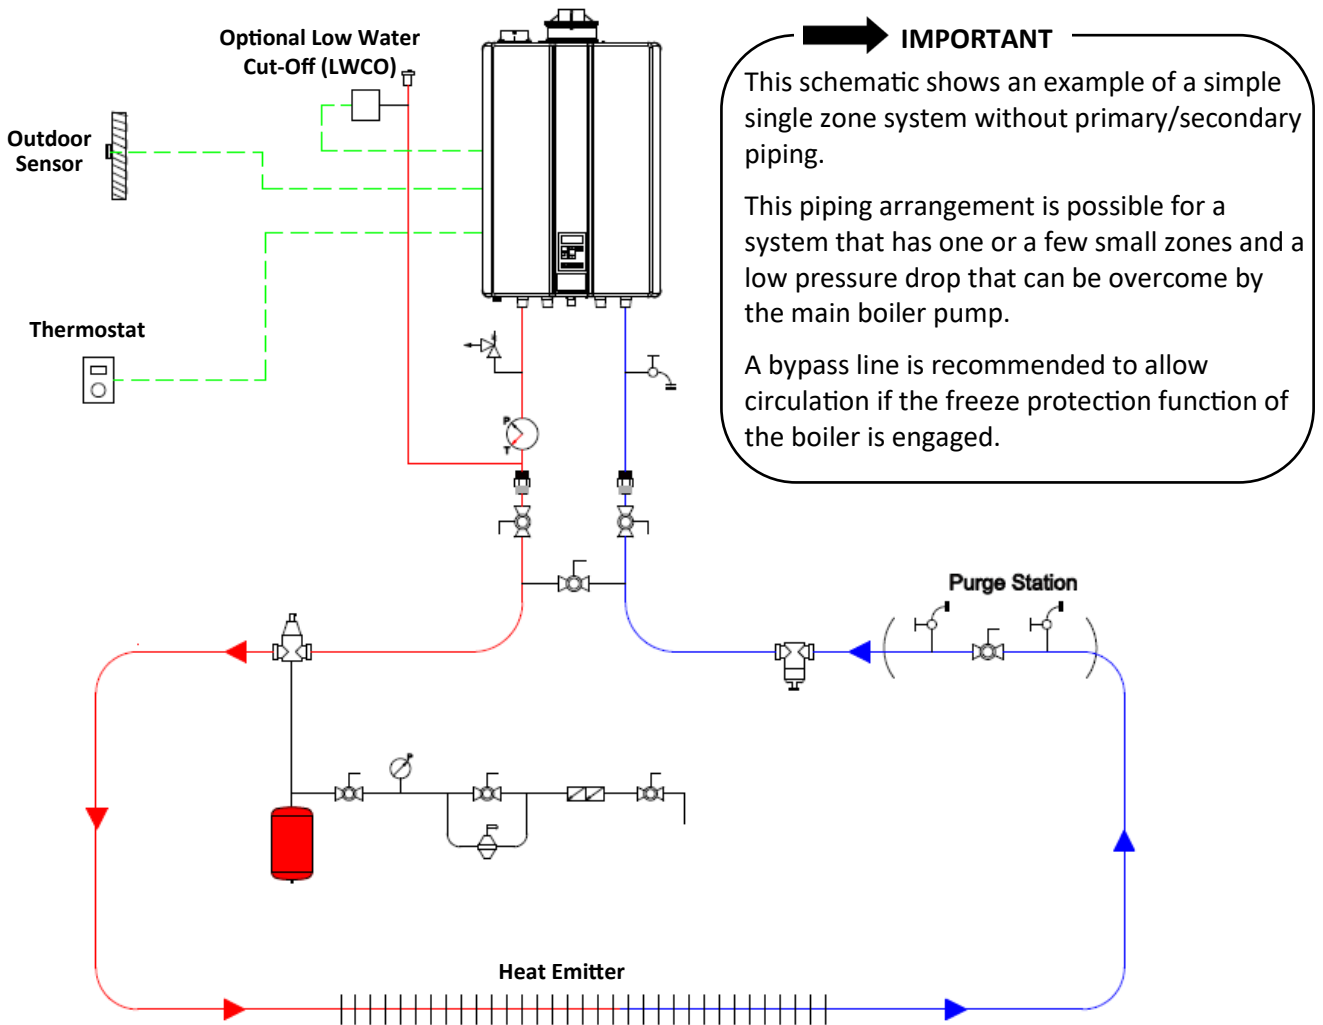 Optional Low Water
Cut-Off (LWCO)
IMPORTANT
This schematic shows an example of a simple
single zone system without primary/secondary
piping.
This piping arrangement is possible for a
system that has one or a few small zones and a
low pressure drop that can be overcome by
the main boiler pump.
A bypass line is recommended to allow
circulation if the freeze protection function of
the boiler is engaged.
Outdoor
Sensor
Thermostat
P
T
Purge Station
P
Heat Emitter